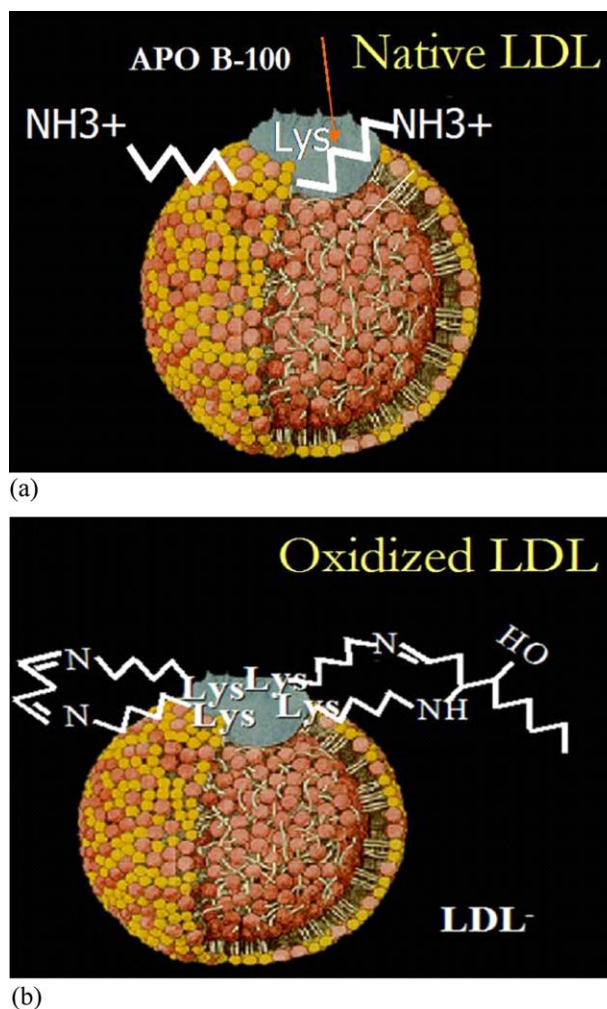 APO B-100
Native LDL
NH3+
Lys
NH3+
(a)
Oxidized LDL
N
N
HO
Lys
Lys
N
Lys
Lys
NH
LDL-
(b)